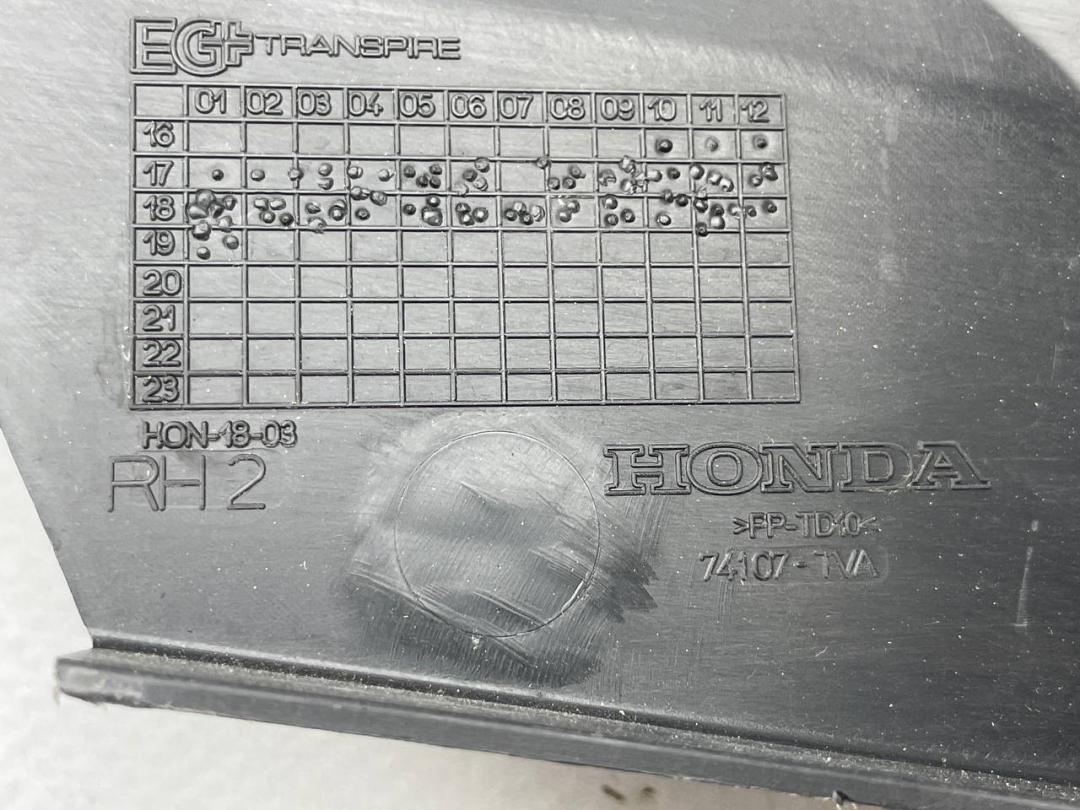 EG+ TRANSPIRE
01 02 03 04 05 06 07 08 09 10 11 12
16
17
18
19
20
21
22
23
HON-18-03
RH 2
HONDA
>PP-TD40<
74107-TVA